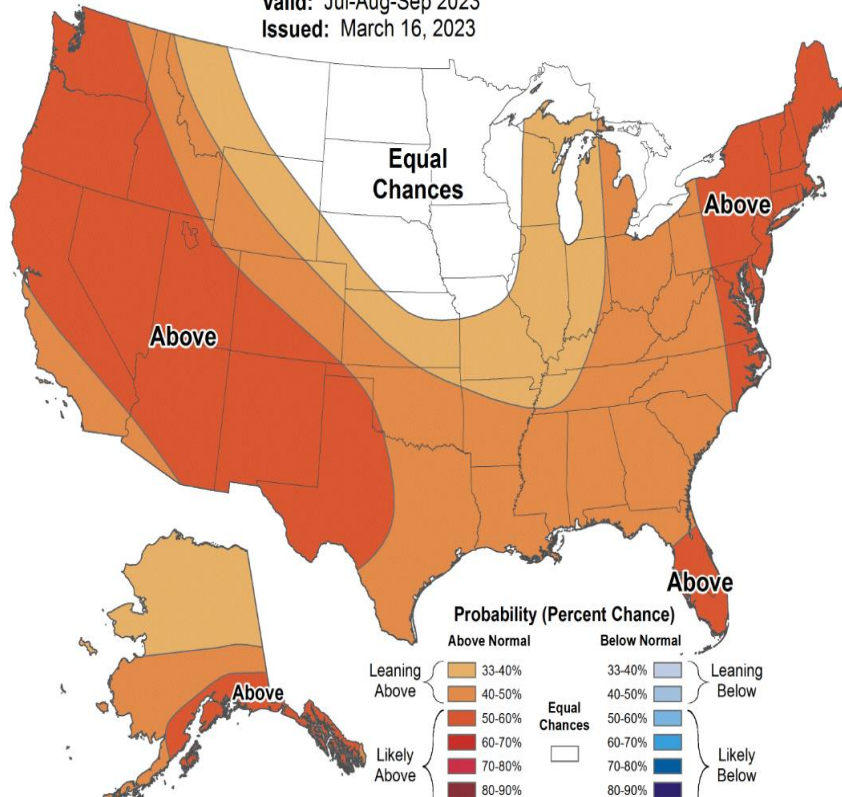 Valid: Jul-Aug-Sep 2023
Issued: March 16, 2023
Equal
Chances
Above
Above
Above
Above
Probability (Percent Chance)
Above Normal
Below Normal
Leaning
Above
33-40%
40-50%
Likely
Above
50-60%
60-70%
70-80%
80-90%
Equal
Chances
33-40%
40-50%
Leaning
Below
50-60%
60-70%
70-80%
80-90%
Likely
Below